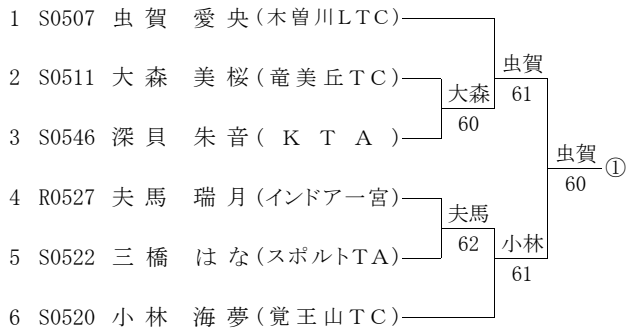 1 S0507 虫賀 愛央(木曽川LTC)
虫賀
2 S0511 大森 美桜(竜美丘TC)
大森
61
60
3 S0546 深貝 朱音(KTA)
虫賀
①
60
4 R0527 夫馬 瑞月(インドアー宮)
夫馬
62
小林
5 S0522 三橋 はな(スポルトTA)
61
6 S0520 小林 海夢(覚王山TC)